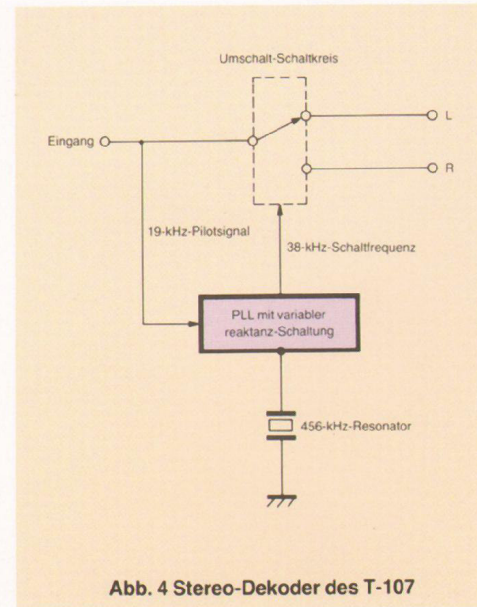 Umschalt-Schaltkreis
Eingang
L
R
19-kHz-Pilotsignal
38-kHz-Schaltfrequenz
PLL mit variabler
reaktanz-Schaltung
456-kHz-Resonator
Abb. 4 Stereo-Dekoder des T-107